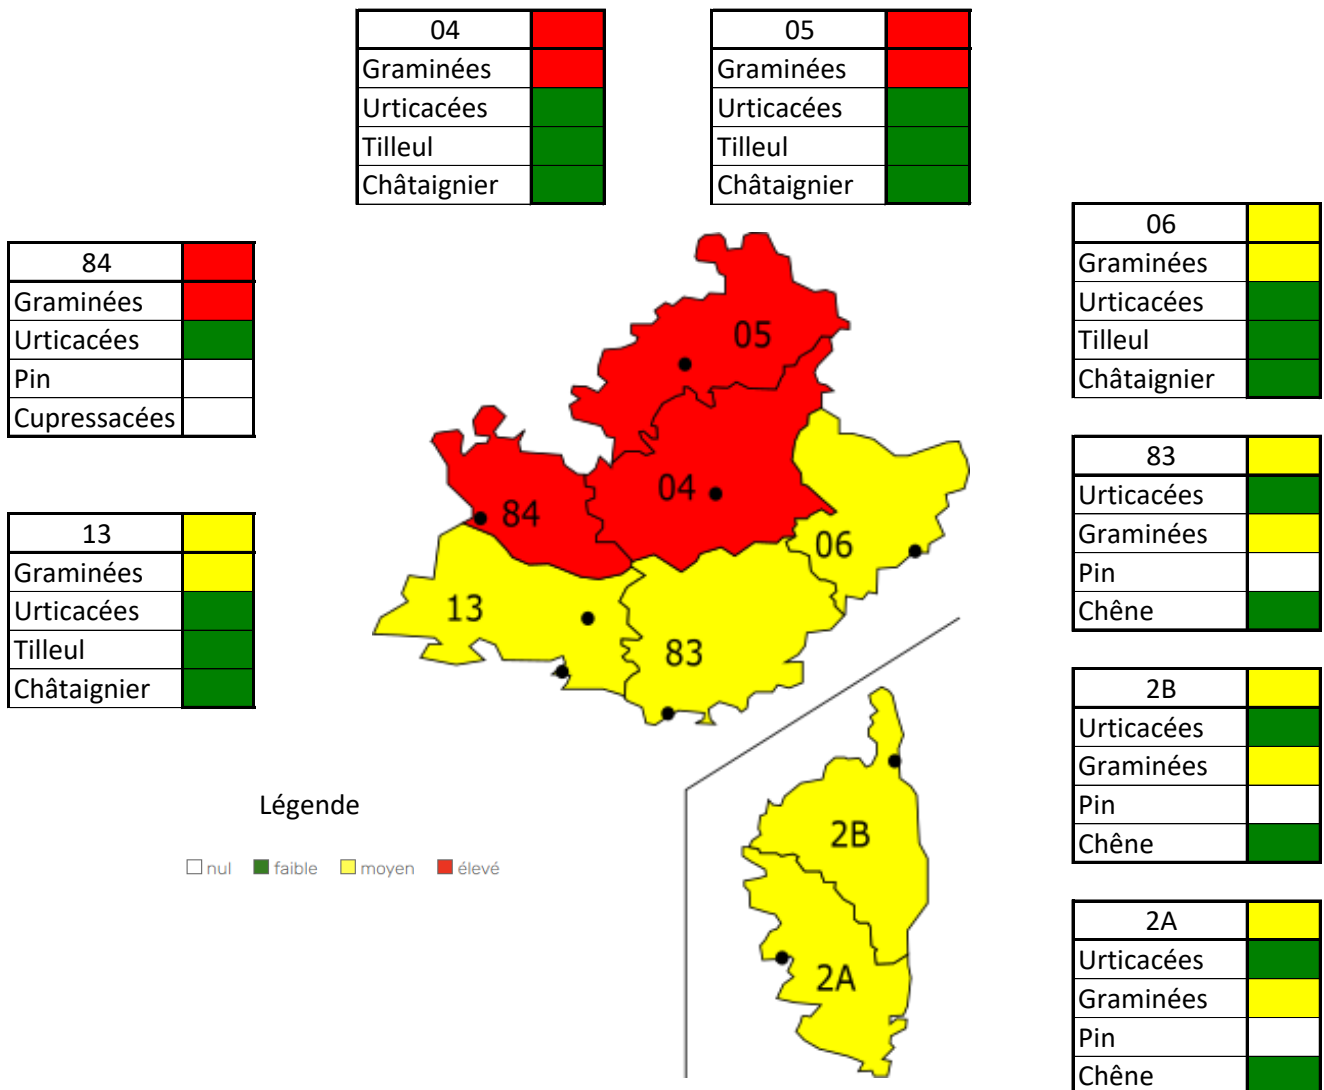 04
Graminées
Urticacées
Tilleul
Châtaignier
05
Graminées
Urticacées
Tilleul
Châtaignier
84
Graminées
Urticacées
Pin
Cupressacées
13
Graminées
Urticacées
Tilleul
Châtaignier
05
04
84
06
13
83
2B
2A
Légende
nul faible moyen élevé
06
Graminées
Urticacées
Tilleul
Châtaignier
83
Urticacées
Graminées
Pin
Chêne
2B
Urticacées
Graminées
Pin
Chêne
2A
Urticacées
Graminées
Pin
Chêne